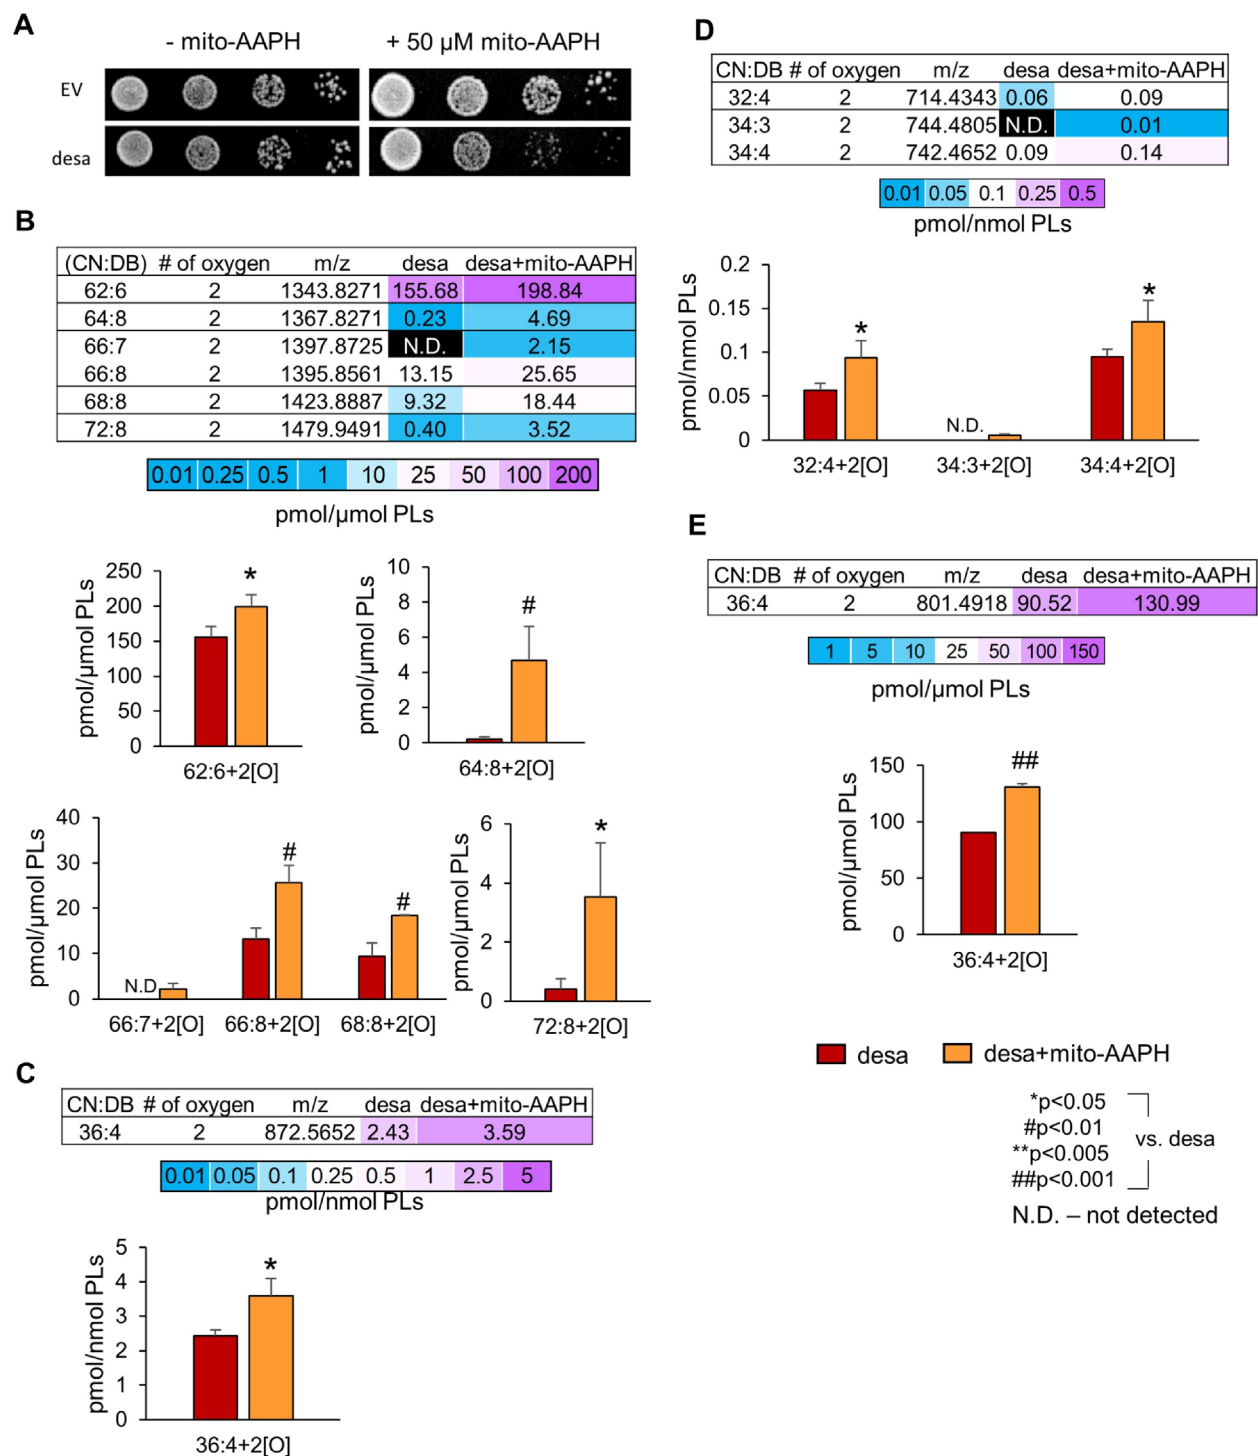 A
- mito-AAPH
+ 50 µM mito-AAPH
EV
desa
B
(CN:DB) # of oxygen m/z desa desa+mito-AAPH
62:6 2 1343.8271 155.68 198.84
64:8 2 1367.8271 0.23 4.69
66:7 2 1397.8725 N.D. 2.15
66:8 2 1395.8561 13.15 25.65
68:8 2 1423.8887 9.32 18.44
72:8 2 1479.9491 0.40 3.52
0.01 0.25 0.5 1 10 25 50 100 200
pmol/µmol PLs
pmol/µmol PLs
250
200
150
100
50
0
*
62:6+2[O]
pmol/µmol PLs
10
8
6
4
2
0
#
64:8+2[O]
pmol/µmol PLs
40
30
20
10
0
N.D
#
#
66:7+2[O] 66:8+2[O] 68:8+2[O]
pmol/µmol PLs
6
4
2
0
*
72:8+2[O]
C
CN:DB # of oxygen m/z desa desa+mito-AAPH
36:4 2 872.5652 2.43 3.59
0.01 0.05 0.1 0.25 0.5 1 2.5 5
pmol/nmol PLs
pmol/nmol PLs
5
4
3
2
1
0
*
36:4+2[O]
D
CN:DB # of oxygen m/z desa desa+mito-AAPH
32:4 2 714.4343 0.06 0.09
34:3 2 744.4805 N.D. 0.01
34:4 2 742.4652 0.09 0.14
0.01 0.05 0.1 0.25 0.5
pmol/nmol PLs
pmol/nmol PLs
0.2
0.15
0.1
0.05
0
*
N.D.
*
32:4+2[O] 34:3+2[O] 34:4+2[O]
E
CN:DB # of oxygen m/z desa desa+mito-AAPH
36:4 2 801.4918 90.52 130.99
1 5 10 25 50 100 150
pmol/µmol PLs
pmol/µmol PLs
150
100
50
0
##
36:4+2[O]
desa desa+mito-AAPH
*p<0.05
#p<0.01
**p<0.005
##p<0.001
vs. desa
N.D. – not detected